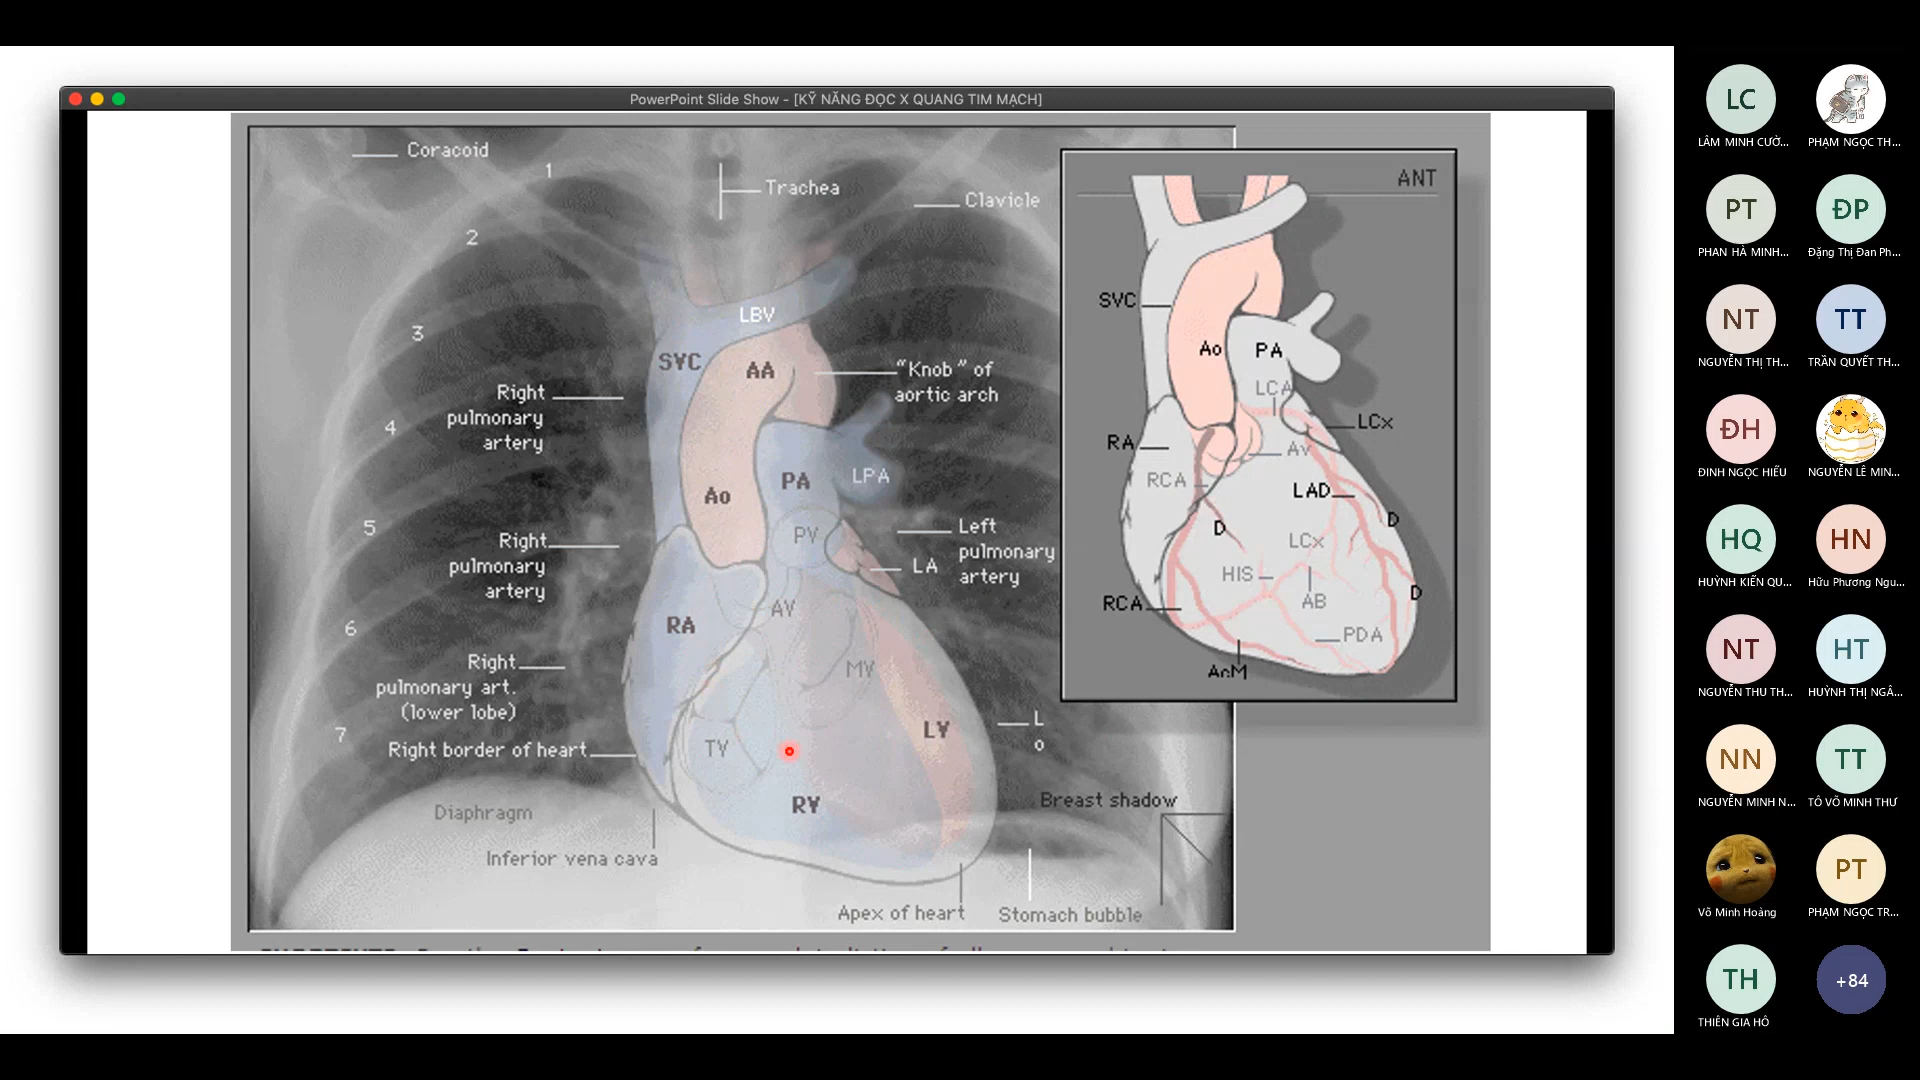 PowerPoint Slide Show - [KỸ NĂNG ĐỌC X QUANG TIM MẠCH]
Coracoid
1
Trachea
Clavicle
2
LBV
3
SVC
AA
"Knob" of
aortic arch
Right
pulmonary
artery
4
Ao
PA
LPA
5
PV
Left
pulmonary
artery
Right
pulmonary
artery
LA
6
RA
AV
MV
Right
pulmonary art.
(lower lobe)
7
Right border of heart
TV
LV
L
o
RV
Breast shadow
Diaphragm
Inferior vena cava
Apex of heart
Stomach bubble
ANT
SVC
Ao
PA
LCA
LCx
RA
Av
RCA
LAD
D
D
LCx
HIS
D
AB
RCA
PDA
AcM
LC
LÂM MINH CƯỜ...
PHẠM NGỌC TH...
PT
PHAN HÀ MINH...
ĐP
Đặng Thị Đan Ph...
NT
NGUYỄN THỊ TH...
TT
TRẦN QUYẾT TH...
ĐH
ĐINH NGỌC HIẾU
NGUYỄN LÊ MIN...
HQ
HUỲNH KIẾN QU...
HN
Hữu Phương Ngu...
NT
NGUYỄN THU TH...
HT
HUỲNH THỊ NGÂ...
NN
NGUYỄN MINH N...
TT
TÔ VÕ MINH THƯ
Võ Minh Hoàng
PT
PHẠM NGỌC TR...
TH
THIÊN GIA HỒ
+84